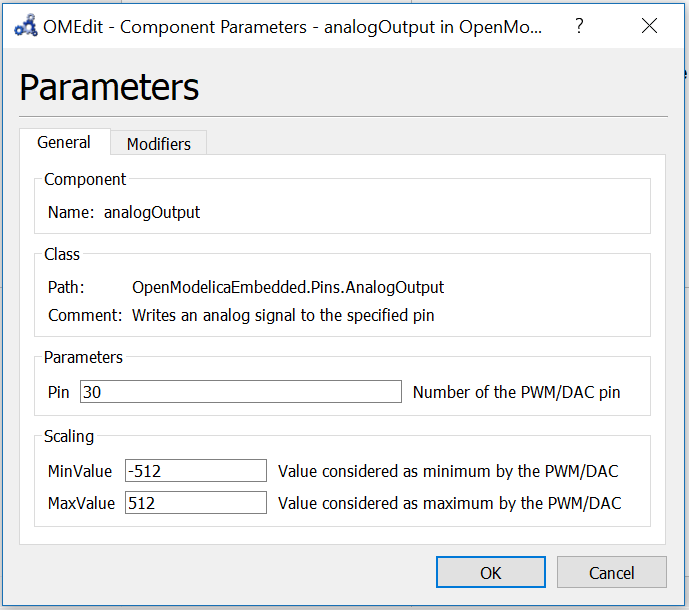 OMEdit - Component Parameters - analogOutput in OpenMo... ?
Parameters
General Modifiers
Component
Name: analogOutput
Class
Path: OpenModelicaEmbedded.Pins.AnalogOutput
Comment: Writes an analog signal to the specified pin
Parameters
Pin 30 Number of the PWM/DAC pin
Scaling
MinValue -512 Value considered as minimum by the PWM/DAC
MaxValue 512 Value considered as maximum by the PWM/DAC
OK Cancel